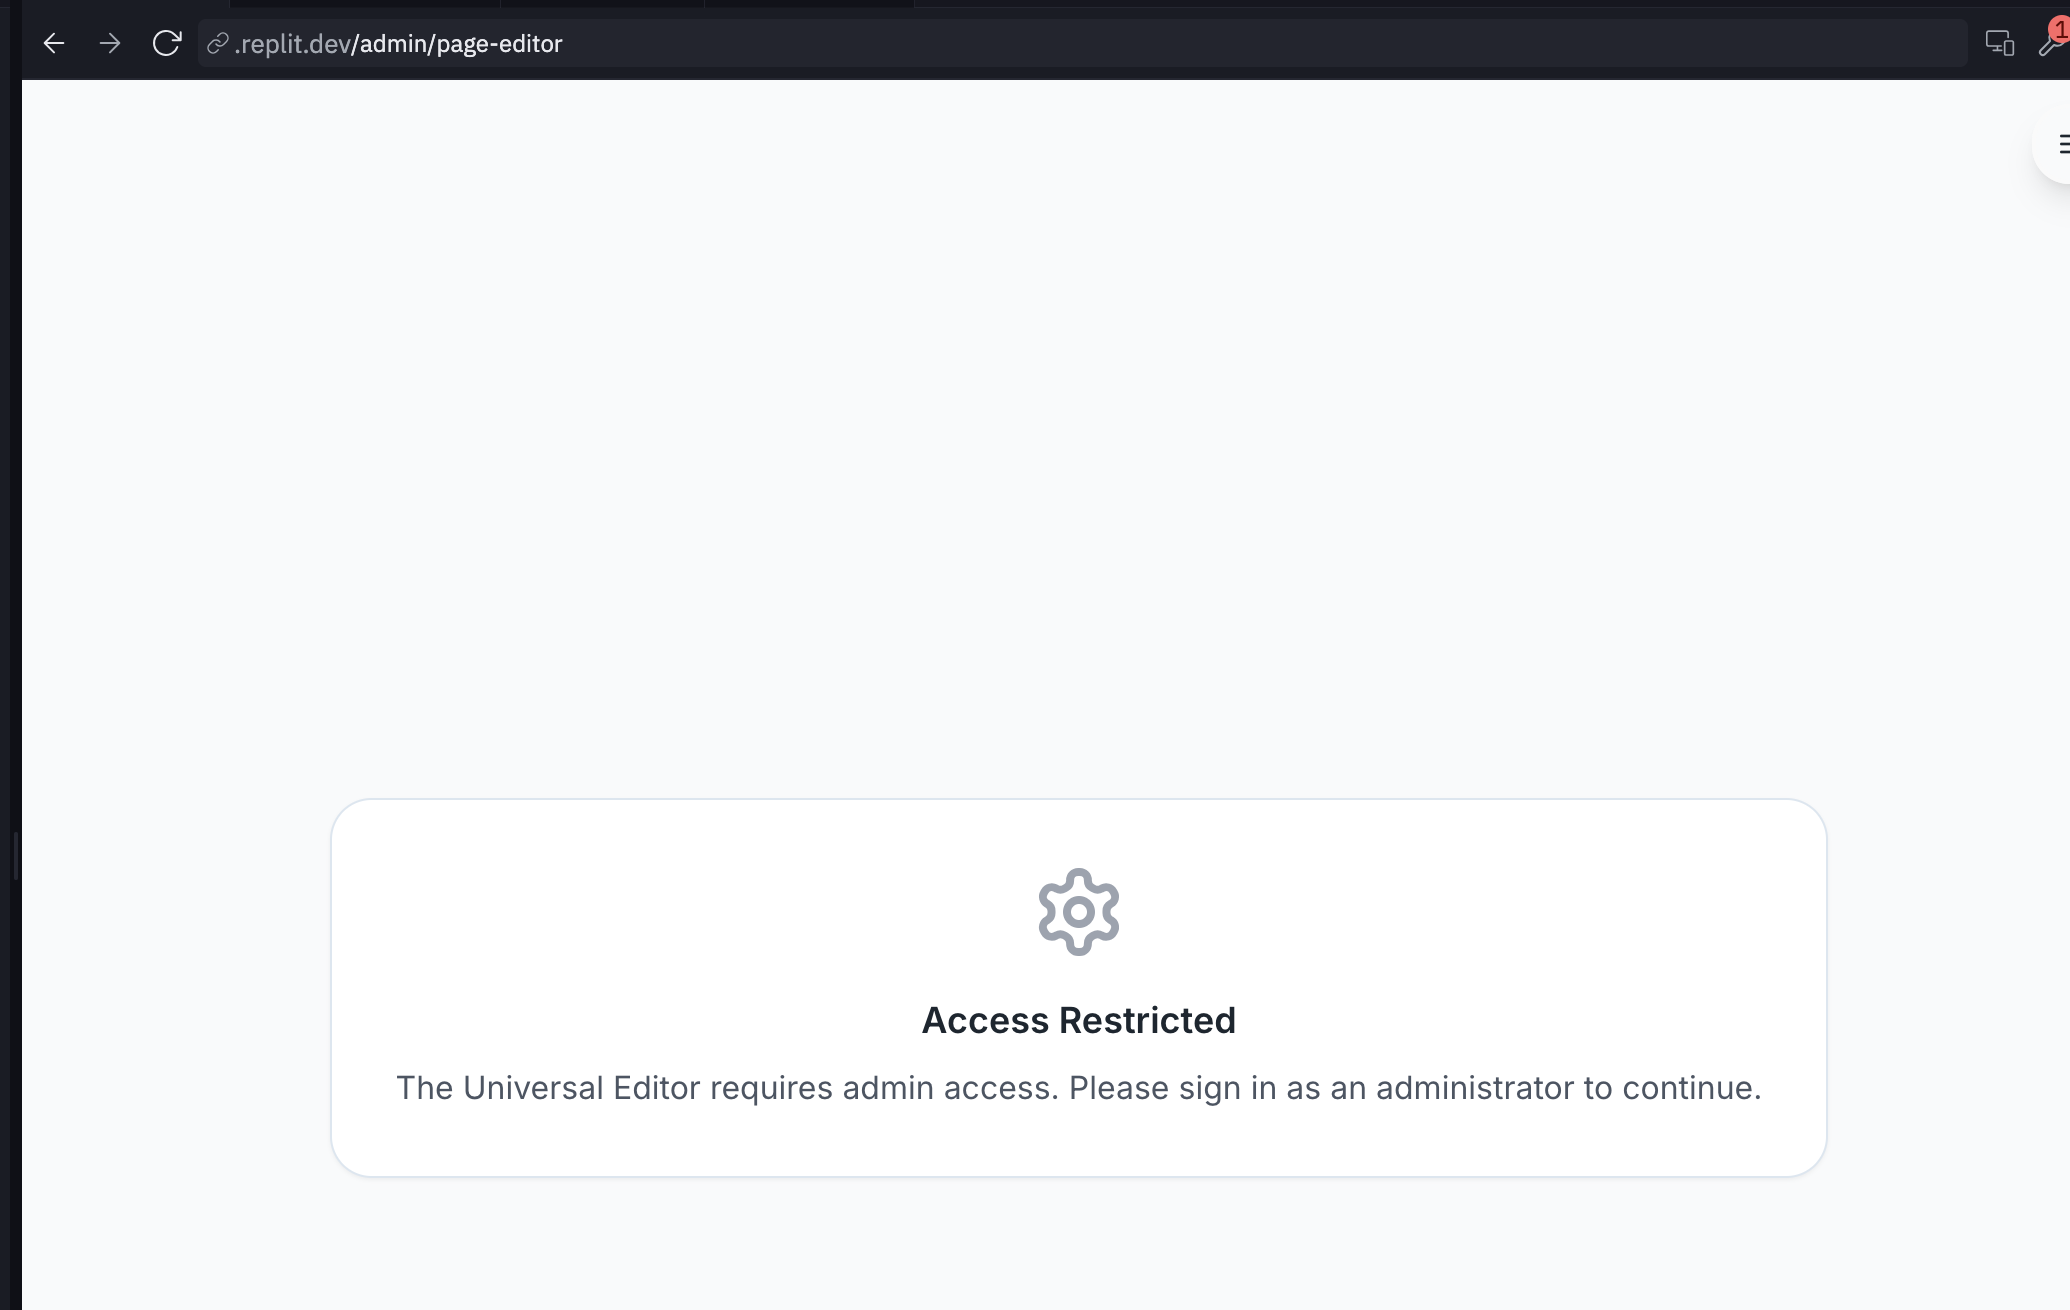 .replit.dev/admin/page-editor
1
Access Restricted
The Universal Editor requires admin access. Please sign in as an administrator to continue.